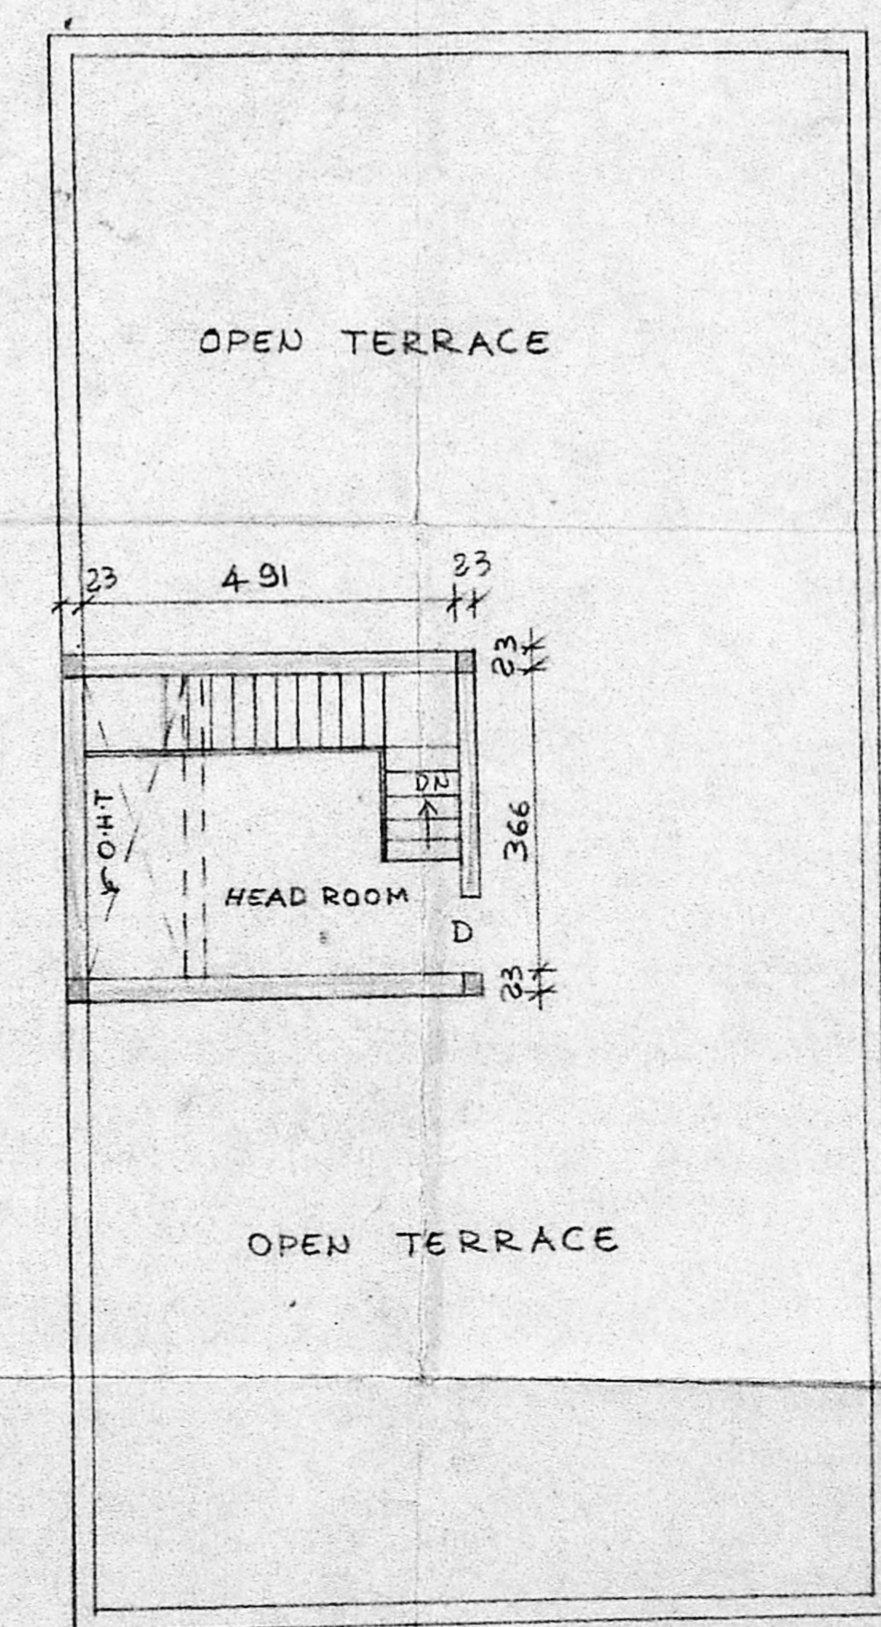 OPEN TERRACE
23 491 23
23
DN
O.H.T
366
HEAD ROOM
D
23
OPEN TERRACE